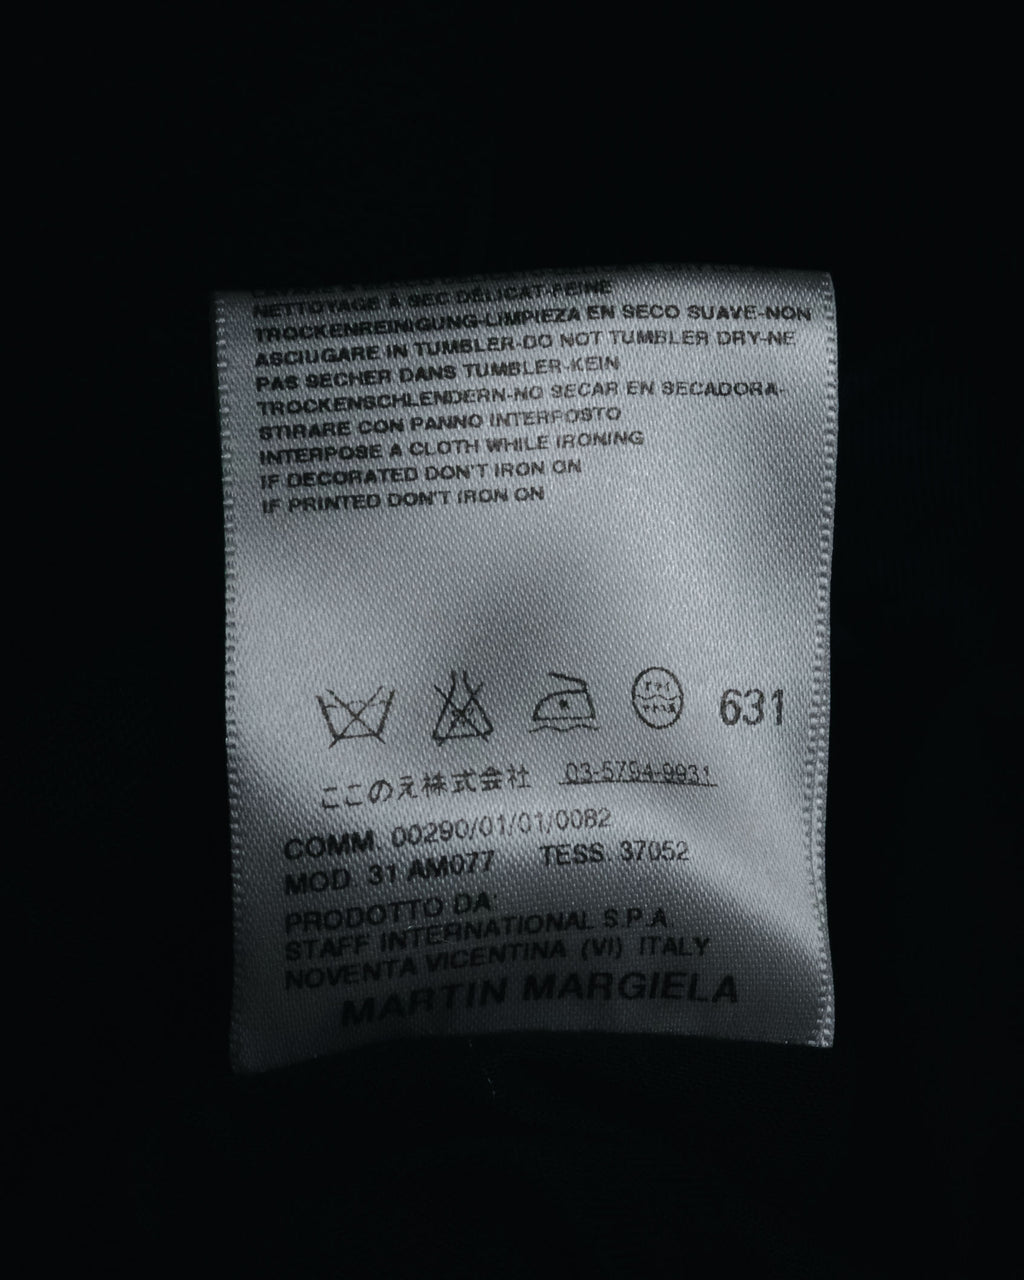 NETTOYAGE A SEC DÉLICAT-FEINE
TROCKENREINIGUNG-LIMPIEZA EN SECO SUAVE-NON
ASCIUGARE IN TUMBLER-DO NOT TUMBLER DRY-NE
PAS SECHER DANS TUMBLER-KEIN
TROCKENSCHLENDERN-NO SECAR EN SECADORA-
STIRARE CON PANNO INTERPOSTO
INTERPOSE A CLOTH WHILE IRONING
IF DECORATED DON'T IRON ON
IF PRINTED DON'T IRON ON
631
ここのえ株式会社 03-5794-9931
COMM. 00290/01/01/0082
MOD. 31 AM077 TESS. 37052
PRODOTTO DA:
STAFF INTERNATIONAL S.P.A.
NOVENTA VICENTINA (VI) ITALY
MARTIN MARGIELA